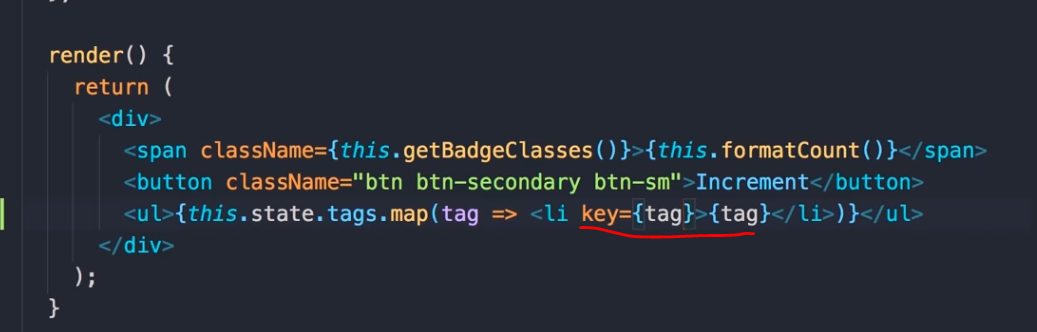 render() {
return (
<div>
<span className={this.getBadgeClasses()}>{this.formatCount()}</span>
<button className="btn btn-secondary btn-sm">Increment</button>
<ul>{this.state.tags.map(tag => <li key={tag}>{tag}</li>)}</ul>
</div>
);
}